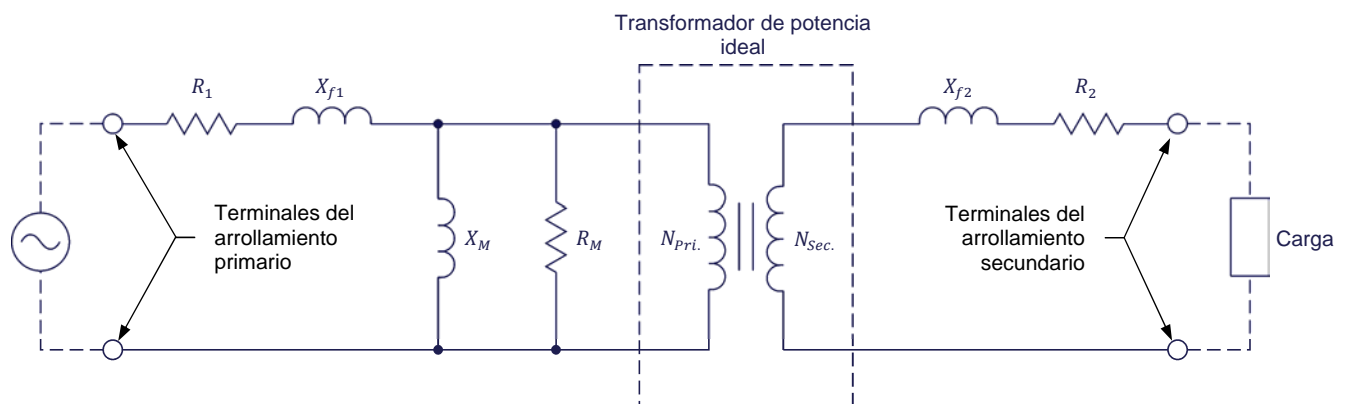 Transformador de potencia
ideal
R1
Xf1
Xf2
R2
Terminales del
arrollamiento
primario
XM
RM
NPri.
NSec.
Terminales del
arrollamiento
secundario
Carga